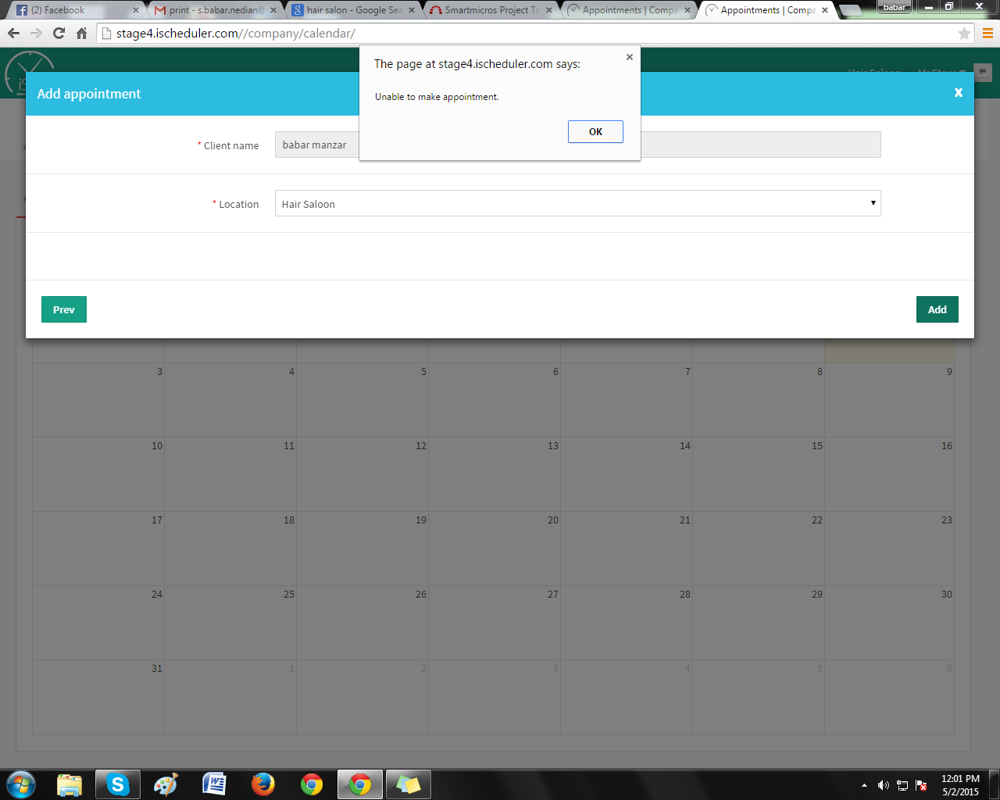 (2) Facebook
print - s.babar.nedian@
hair salon - Google Sea
Smartmicros Project Tr
Appointments | Compa
Appointments | Compa
babar
stage4.ischeduler.com//company/calendar/
The page at stage4.ischeduler.com says:
Unable to make appointment.
OK
Add appointment
x
* Client name
babar manzar
* Location
Hair Saloon
Prev
Add
3 4 5 6 7 8 9
10 11 12 13 14 15 16
17 18 19 20 21 22 23
24 25 26 27 28 29 30
31 1 2 3 4 5 6
12:01 PM
5/2/2015